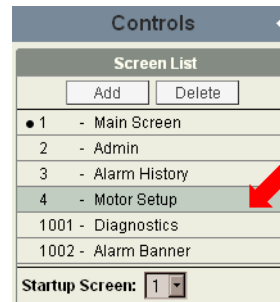 Controls
Screen List
Add Delete
● 1 - Main Screen
2 - Admin
3 - Alarm History
4 - Motor Setup
1001 - Diagnostics
1002 - Alarm Banner
Startup Screen: 1